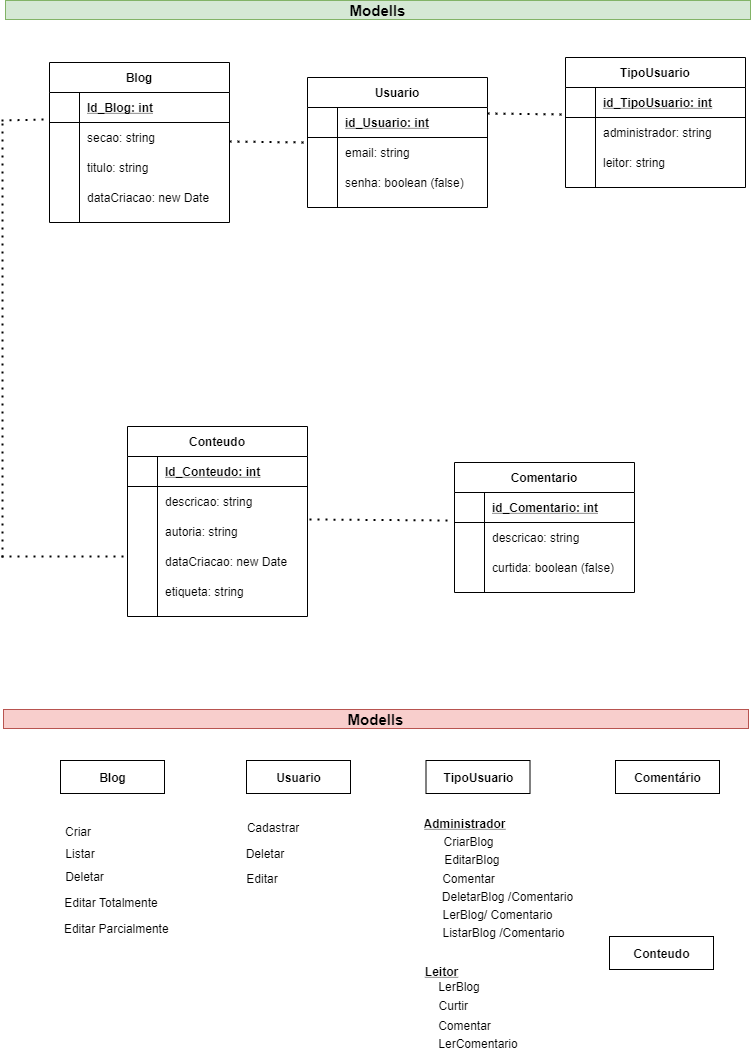 Modells
Blog
Id_Blog: int
secao: string
titulo: string
dataCriacao: new Date
Usuario
id_Usuario: int
email: string
senha: boolean (false)
TipoUsuario
id_TipoUsuario: int
administrador: string
leitor: string
Conteudo
Id_Conteudo: int
descricao: string
autoria: string
dataCriacao: new Date
etiqueta: string
Comentario
id_Comentario: int
descricao: string
curtida: boolean (false)
Modells
Blog
Criar
Listar
Deletar
Editar Totalmente
Editar Parcialmente
Usuario
Cadastrar
Deletar
Editar
TipoUsuario
Administrador
CriarBlog
EditarBlog
Comentar
DeletarBlog /Comentario
LerBlog/ Comentario
ListarBlog /Comentario
Leitor
LerBlog
Curtir
Comentar
LerComentario
Comentário
Conteudo